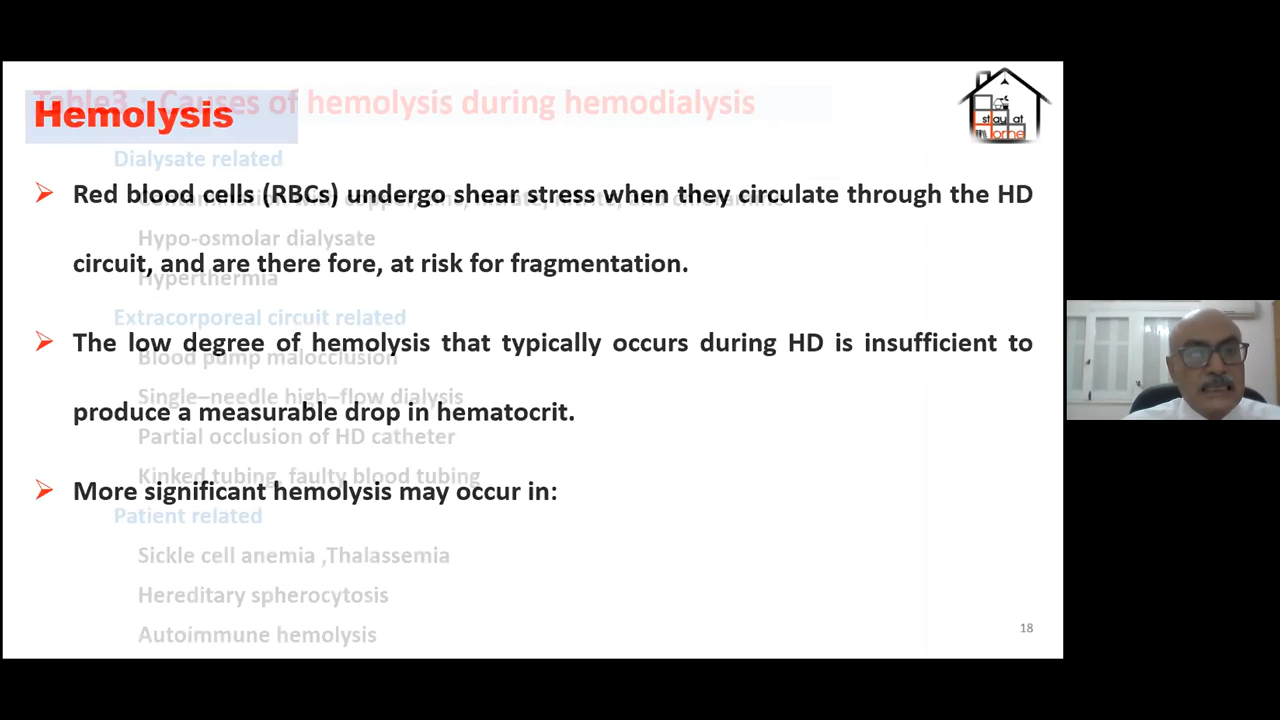 Table3 : Causes of hemolysis during hemodialysis
Hemolysis
stay at
home
Dialysate related
Red blood cells (RBCs) undergo shear stress when they circulate through the HD
Hypo-osmolar dialysate
circuit, and are there fore, at risk for fragmentation.
Hyperthermia
Extracorporeal circuit related
The low degree of hemolysis that typically occurs during HD is insufficient to
Blood pump malocclusion
Single–needle high–flow dialysis
produce a measurable drop in hematocrit.
Partial occlusion of HD catheter
Kinked tubing, faulty blood tubing
More significant hemolysis may occur in:
Patient related
Sickle cell anemia ,Thalassemia
Hereditary spherocytosis
Autoimmune hemolysis
18